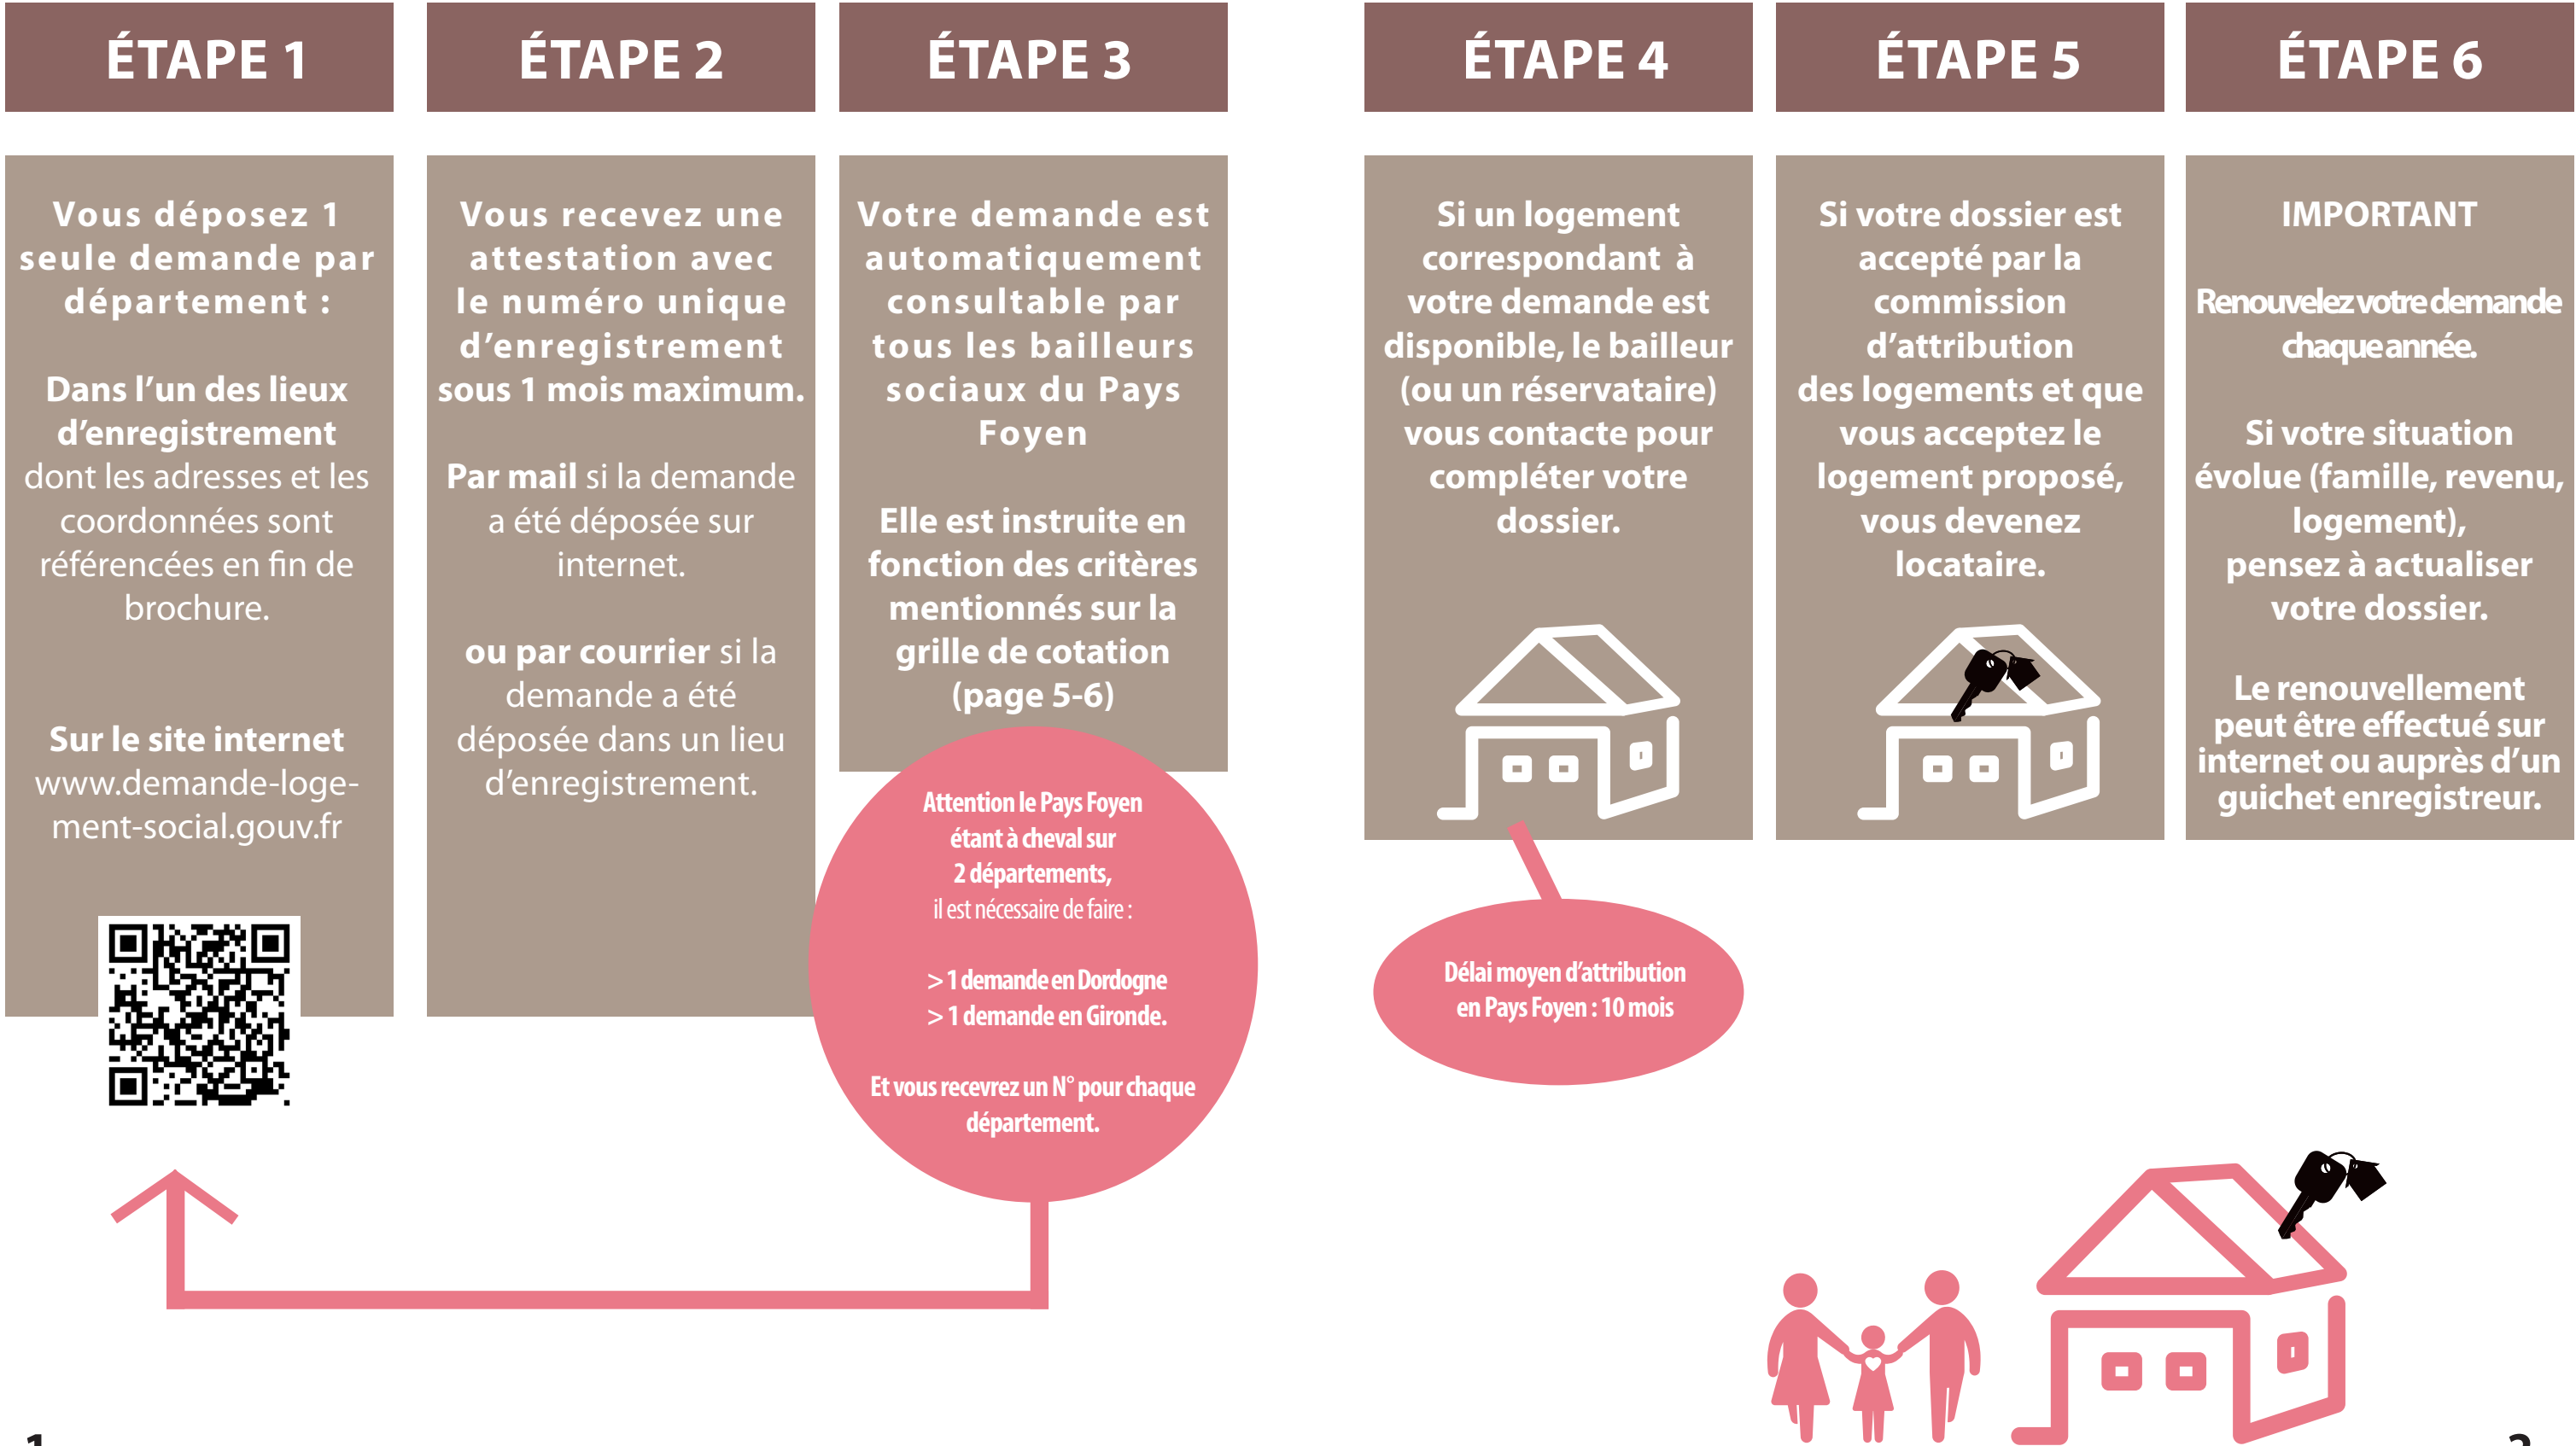 ÉTAPE 1
Vous déposez 1
seule demande par
département :
Dans l’un des lieux
d’enregistrement
dont les adresses et les
coordonnées sont
référencées en fin de
brochure.
Sur le site internet
www.demande-loge-
ment-social.gouv.fr
ÉTAPE 2
Vous recevez une
attestation avec
le numéro unique
d’enregistrement
sous 1 mois maximum.
Par mail si la demande
a été déposée sur
internet.
ou par courrier si la
demande a été
déposée dans un lieu
d’enregistrement.
ÉTAPE 3
Votre demande est
automatiquement
consultable par
tous les bailleurs
sociaux du Pays
Foyen
Elle est instruite en
fonction des critères
mentionnés sur la
grille de cotation
(page 5-6)
Attention le Pays Foyen
étant à cheval sur
2 départements,
il est nécessaire de faire :
> 1 demande en Dordogne
> 1 demande en Gironde.
Et vous recevrez un N° pour chaque
département.
ÉTAPE 4
Si un logement
correspondant à
votre demande est
disponible, le bailleur
(ou un réservataire)
vous contacte pour
compléter votre
dossier.
Délai moyen d’attribution
en Pays Foyen : 10 mois
ÉTAPE 5
Si votre dossier est
accepté par la
commission
d’attribution
des logements et que
vous acceptez le
logement proposé,
vous devenez
locataire.
ÉTAPE 6
IMPORTANT
Renouvelez votre demande
chaque année.
Si votre situation
évolue (famille, revenu,
logement),
pensez à actualiser
votre dossier.
Le renouvellement
peut être effectué sur
internet ou auprès d’un
guichet enregistreur.